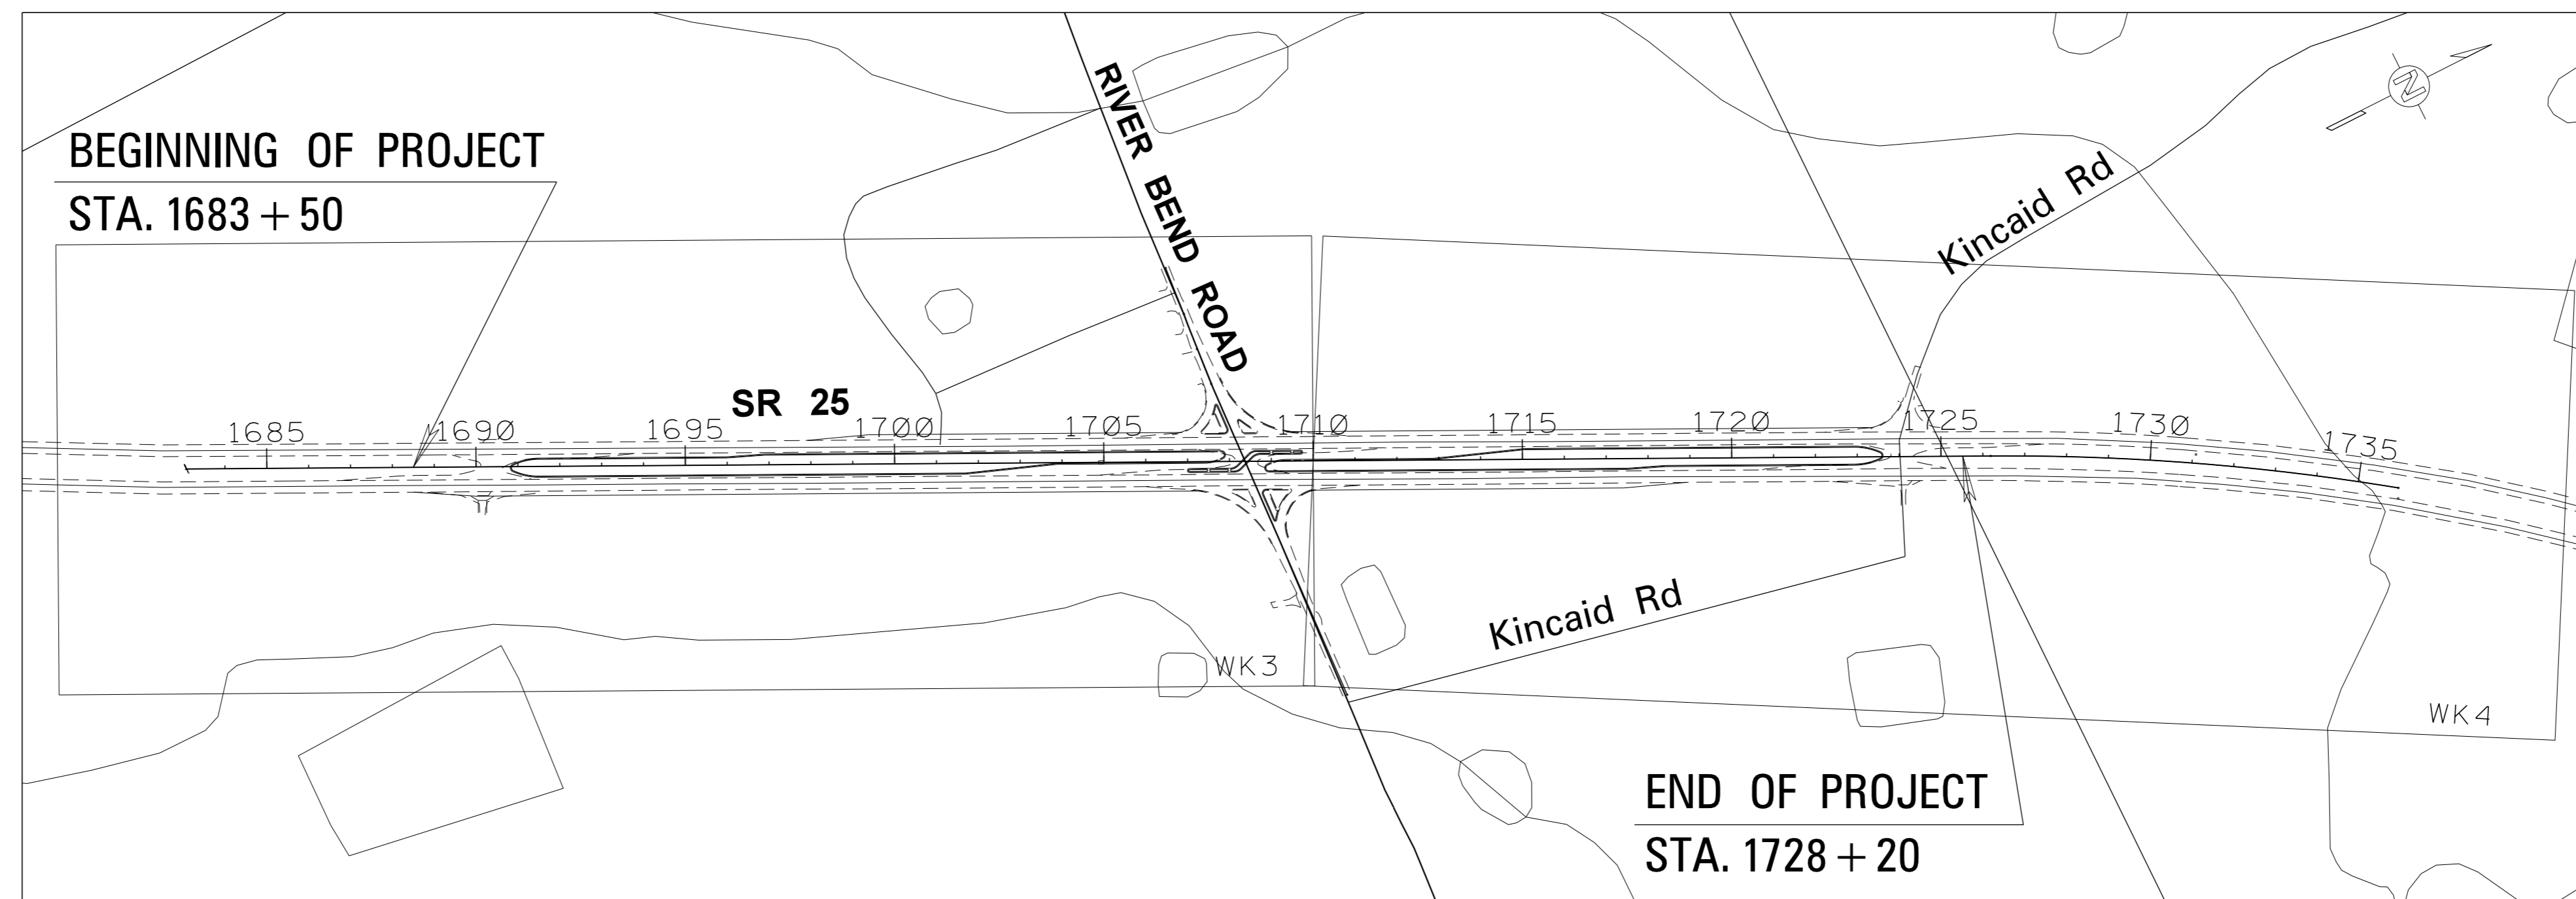 RIVER BEND ROAD
N
BEGINNING OF PROJECT
STA. 1683+50
Kincaid Rd
SR 25
1685
1690
1695
1700
1705
1710
1715
1720
1725
1730
1735
Kincaid Rd
WK3
WK4
END OF PROJECT
STA. 1728+20